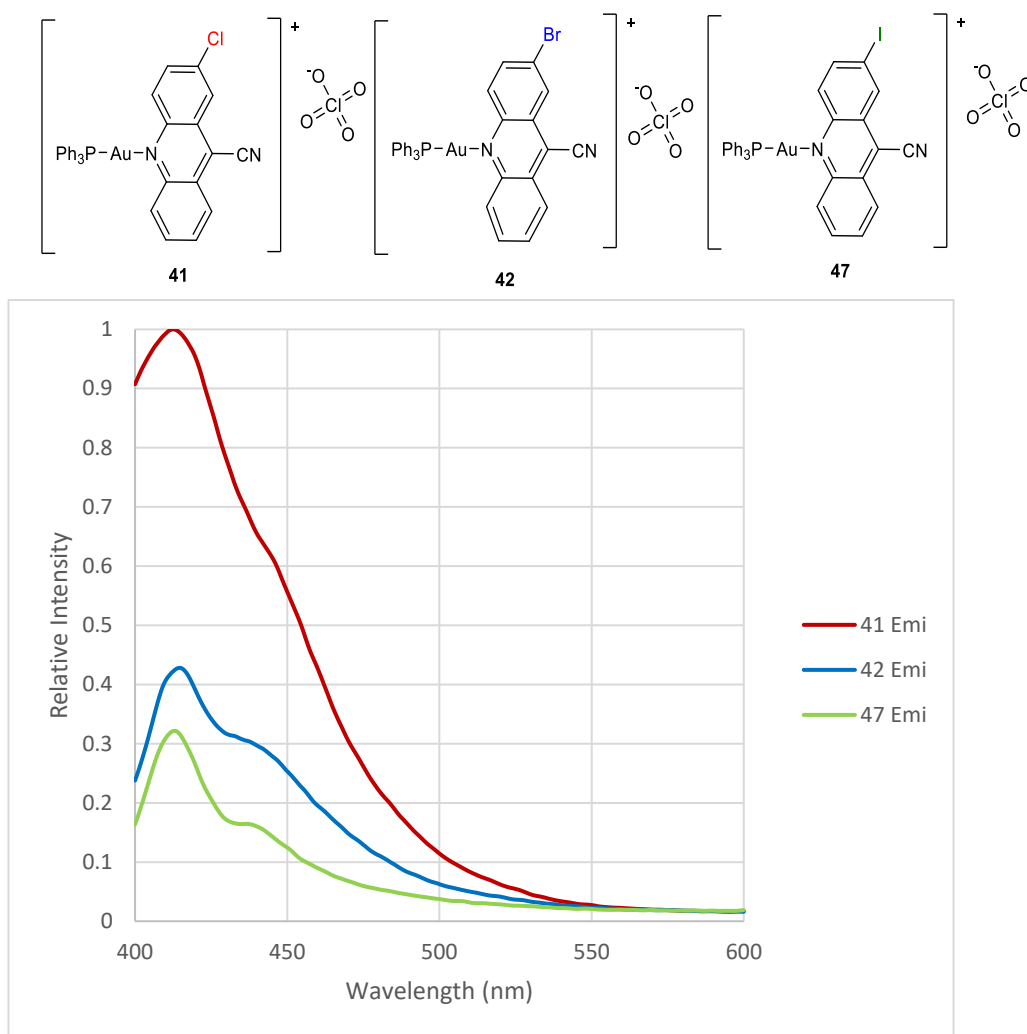 Cl
+
-O
O
Cl
O
O
Ph3P
Au
N
CN
41
Br
+
-O
O
Cl
O
O
Ph3P
Au
N
CN
42
I
+
-O
O
Cl
O
O
Ph3P
Au
N
CN
47
1
0.9
0.8
0.7
0.6
0.5
0.4
0.3
0.2
0.1
0
Relative Intensity
400
450
500
550
600
Wavelength (nm)
41 Emi
42 Emi
47 Emi